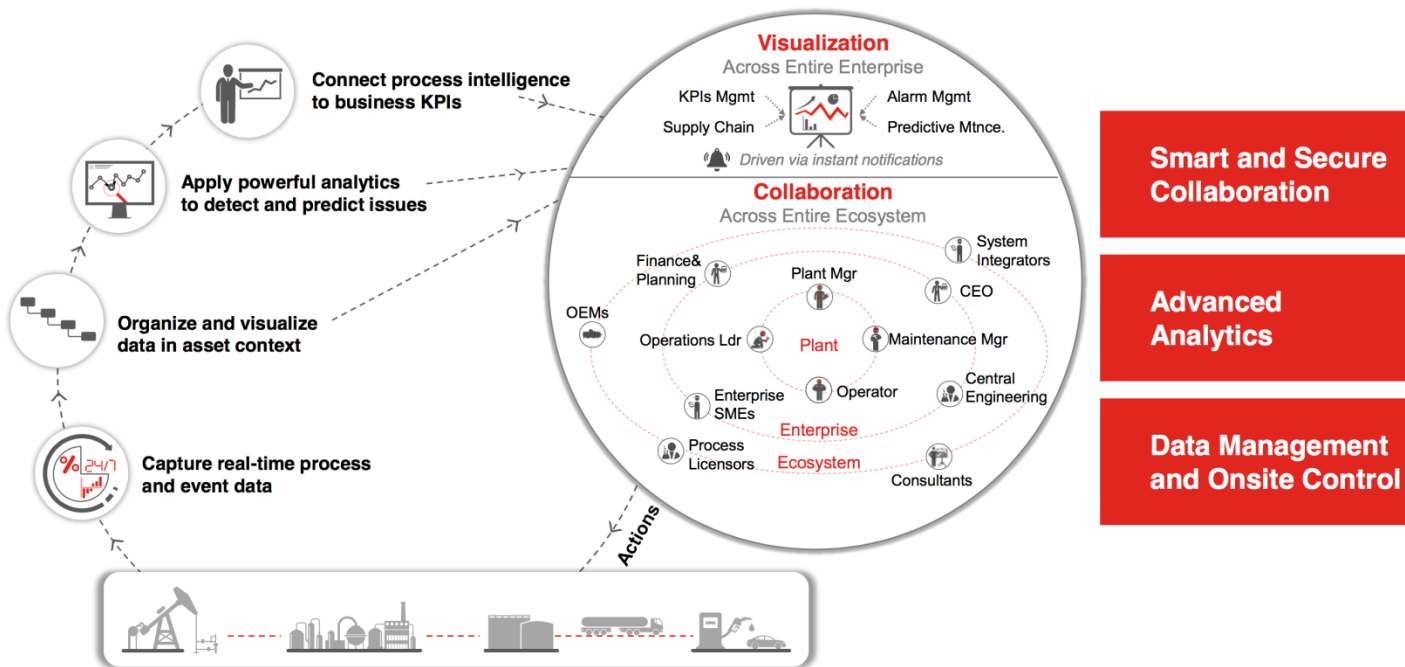 Connect process intelligence
to business KPIs
Apply powerful analytics
to detect and predict issues
Organize and visualize
data in asset context
% 24/7
Capture real-time process
and event data
Visualization
Across Entire Enterprise
KPIs Mgmt
Alarm Mgmt
Supply Chain
Predictive Mtnce.
Driven via instant notifications
Collaboration
Across Entire Ecosystem
System
Integrators
Finance&
Planning
Plant Mgr
CEO
OEMs
Operations Ldr
Plant
Maintenance Mgr
Enterprise
SMEs
Operator
Central
Engineering
Enterprise
Process
Licensors
Ecosystem
Consultants
Actions
Smart and Secure
Collaboration
Advanced
Analytics
Data Management
and Onsite Control